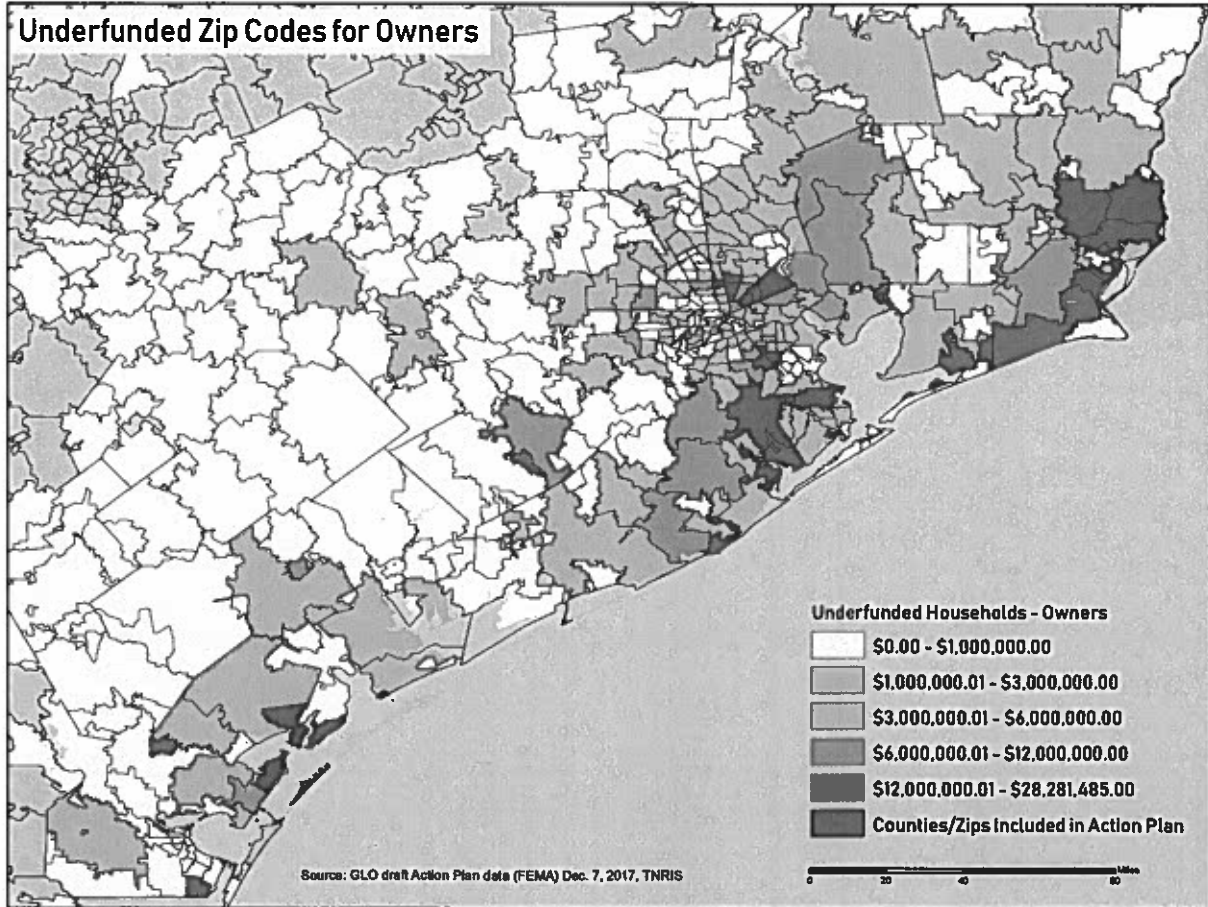 Underfunded Zip Codes for Owners
Underfunded Households - Owners
$0.00 - $1,000,000.00
$1,000,000.01 - $3,000,000.00
$3,000,000.01 - $6,000,000.00
$6,000,000.01 - $12,000,000.00
$12,000,000.01 - $28,281,485.00
Counties/Zips Included in Action Plan
Miles
0 20 40 80
Source: GLO draft Action Plan data (FEMA) Dec. 7, 2017, TNRIS